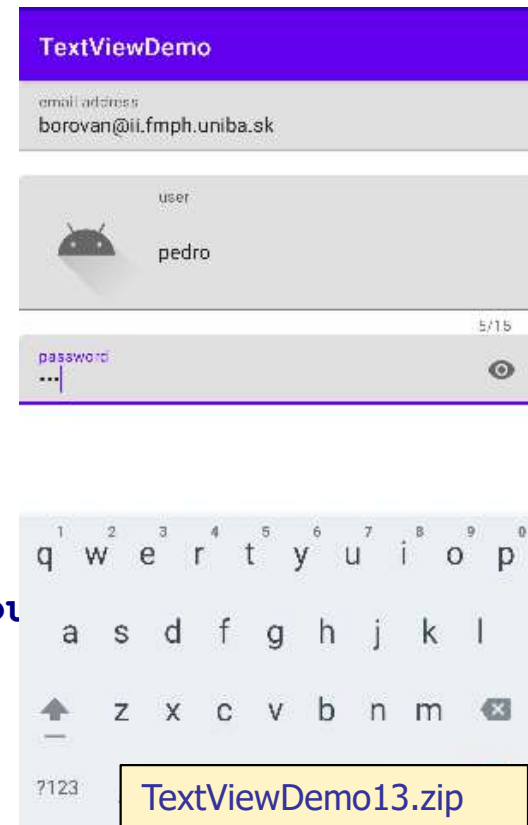 TextViewDemo
email address
borovan@ii.fmph.uniba.sk
user
pedro
5/15
password
•••
1 2 3 4 5 6 7 8 9 0
q w e r t y u i o p
a s d f g h j k l
z x c v b n m
?123
TextViewDemo13.zip